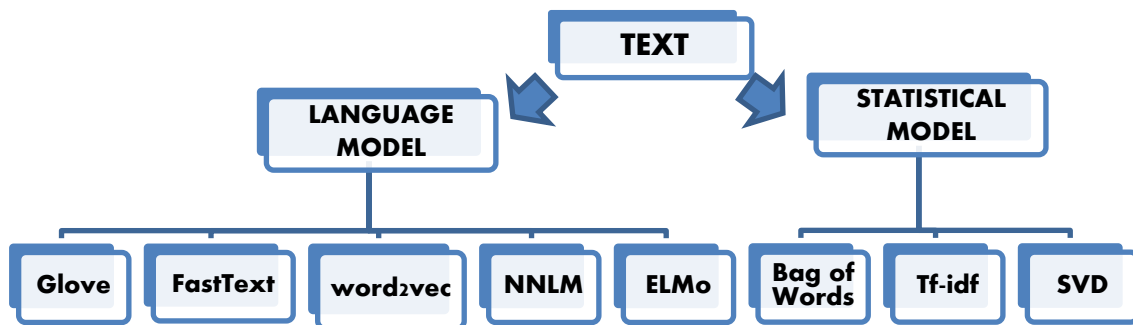 TEXT
LANGUAGE
MODEL
STATISTICAL
MODEL
Glove
FastText
word2vec
NNLM
ELMo
Bag of
Words
Tf-idf
SVD